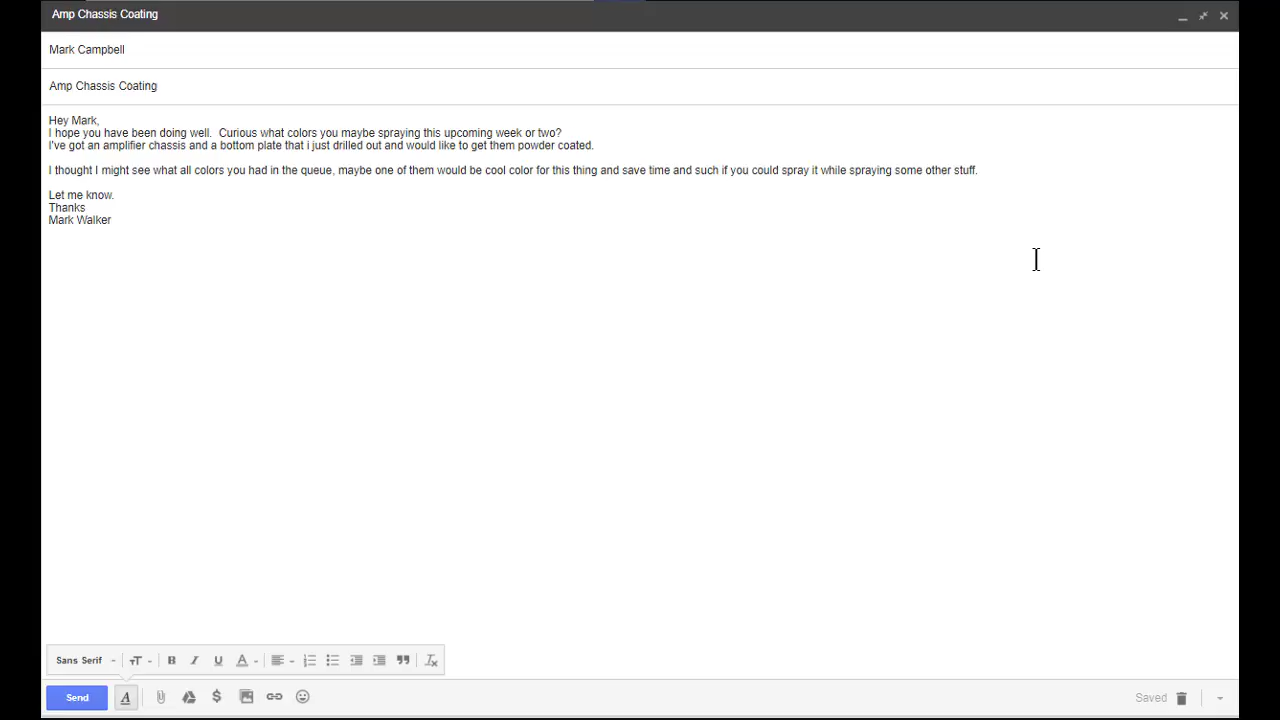 Amp Chassis Coating
Mark Campbell
Amp Chassis Coating
Hey Mark,
I hope you have been doing well.  Curious what colors you maybe spraying this upcoming week or two?
I've got an amplifier chassis and a bottom plate that i just drilled out and would like to get them powder coated.
I thought I might see what all colors you had in the queue, maybe one of them would be cool color for this thing and save time and such if you could spray it while spraying some other stuff.
Let me know.
Thanks
Mark Walker
Sans Serif
Send
Saved